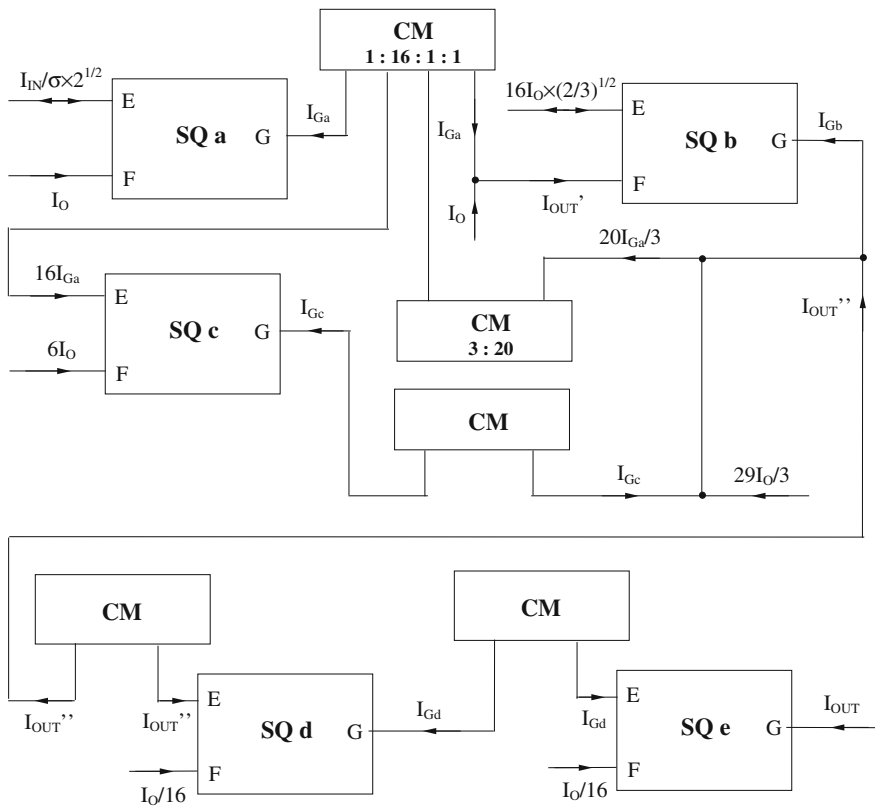 CM
1 : 16 : 1 : 1
I_IN/σ×2^1/2
E
SQ a
G
F
I_O
I_Ga
I_Ga
I_O
I_OUT'
16I_O×(2/3)^1/2
E
SQ b
G
F
I_Gb
20I_Ga/3
I_OUT''
16I_Ga
E
SQ c
G
F
6I_O
I_Gc
CM
3 : 20
CM
I_Gc
29I_O/3
CM
I_OUT''
I_OUT''
E
SQ d
G
F
I_O/16
I_Gd
CM
I_Gd
E
SQ e
G
F
I_O/16
I_OUT